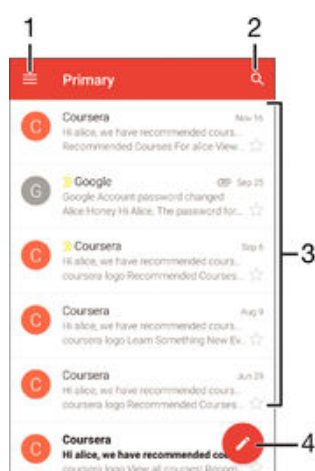 1
2
Primary
C
Coursera
Nov 16
Hi alice, we have recommended cours...
Recommended Courses For alice View...
G
Google
Sep 25
Google Account password changed
Alice Honey Hi Alice, The password for...
C
Coursera
Sep 6
Hi alice, we have recommended cours...
coursera logo Recommended Courses...
3
C
Coursera
Aug 9
Hi alice, we have recommended cours...
coursera logo Learn Something New Ev...
C
Coursera
Jun 29
Hi alice, we have recommended cours...
coursera logo Recommended Courses...
4
C
Coursera
Hi alice, we have recommended cou
coursera logo View all courses!